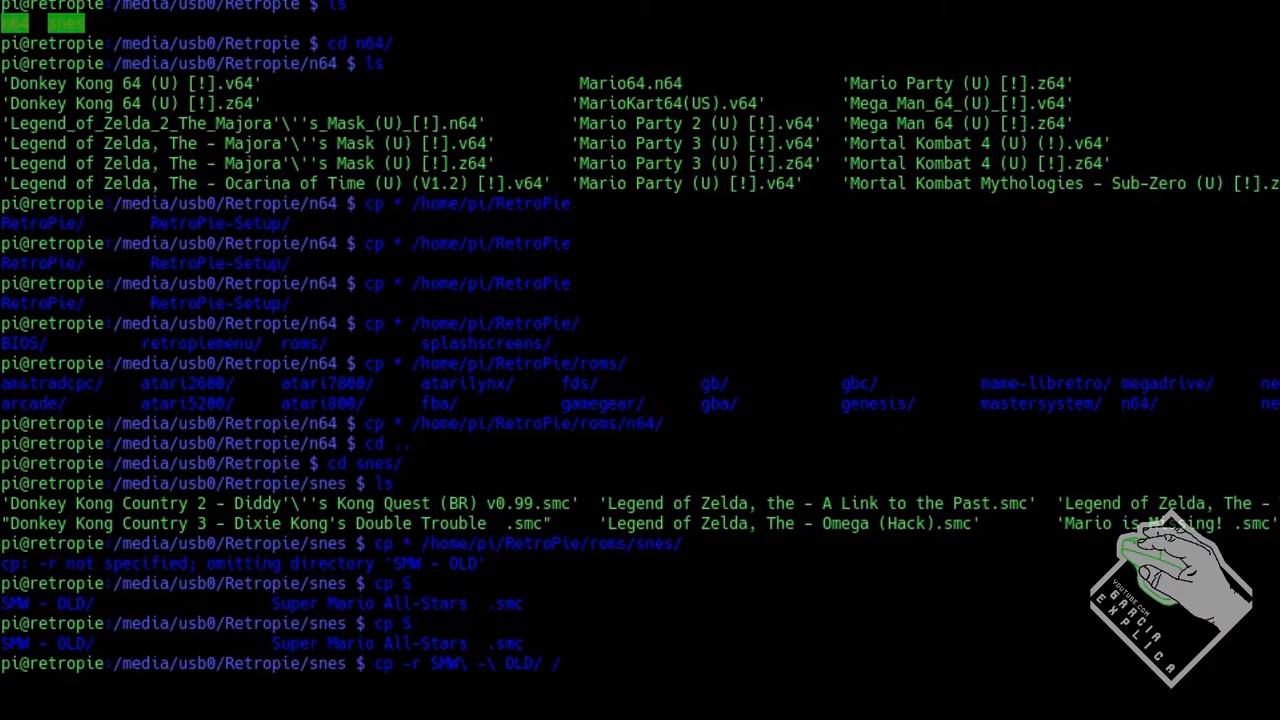 pi@retropie:/media/usb0/Retropie $ ls
n64 snes
pi@retropie:/media/usb0/Retropie $ cd n64/
pi@retropie:/media/usb0/Retropie/n64 $ ls
'Donkey Kong 64 (U) [!].v64' Mario64.n64 'Mario Party (U) [!].z64'
'Donkey Kong 64 (U) [!].z64' 'MarioKart64(US).v64' 'Mega_Man_64_(U)_[!].v64'
'Legend_of_Zelda_2_The_Majora'\''s_Mask_(U)_[!].n64' 'Mario Party 2 (U) [!].v64' 'Mega Man 64 (U) [!].z64'
'Legend of Zelda, The - Majora'\''s Mask (U) [!].v64' 'Mario Party 3 (U) [!].v64' 'Mortal Kombat 4 (U) (!).v64'
'Legend of Zelda, The - Majora'\''s Mask (U) [!].z64' 'Mario Party 3 (U) [!].z64' 'Mortal Kombat 4 (U) [!].z64'
'Legend of Zelda, The - Ocarina of Time (U) (V1.2) [!].v64' 'Mario Party (U) [!].v64' 'Mortal Kombat Mythologies - Sub-Zero (U) [!].z
pi@retropie:/media/usb0/Retropie/n64 $ cp * /home/pi/RetroPie
RetroPie/ RetroPie-Setup/
pi@retropie:/media/usb0/Retropie/n64 $ cp * /home/pi/RetroPie
RetroPie/ RetroPie-Setup/
pi@retropie:/media/usb0/Retropie/n64 $ cp * /home/pi/RetroPie
RetroPie/ RetroPie-Setup/
pi@retropie:/media/usb0/Retropie/n64 $ cp * /home/pi/RetroPie/
BIOS/ retropiemenu/ roms/ splashscreens/
pi@retropie:/media/usb0/Retropie/n64 $ cp * /home/pi/RetroPie/roms/
amstradcpc/ atari2600/ atari7800/ atarilynx/ fds/ gb/ gbc/ mame-libretro/ megadrive/ ne
arcade/ atari5200/ atari800/ fba/ gamegear/ gba/ genesis/ mastersystem/ n64/ ne
pi@retropie:/media/usb0/Retropie/n64 $ cp * /home/pi/RetroPie/roms/n64/
pi@retropie:/media/usb0/Retropie/n64 $ cd ..
pi@retropie:/media/usb0/Retropie $ cd snes/
pi@retropie:/media/usb0/Retropie/snes $ ls
'Donkey Kong Country 2 - Diddy'\''s Kong Quest (BR) v0.99.smc' 'Legend of Zelda, the - A Link to the Past.smc' 'Legend of Zelda, The -
"Donkey Kong Country 3 - Dixie Kong's Double Trouble  .smc" 'Legend of Zelda, The - Omega (Hack).smc' 'Mario is Missing! .smc'
pi@retropie:/media/usb0/Retropie/snes $ cp * /home/pi/RetroPie/roms/snes/
cp: -r not specified; omitting directory 'SMW - OLD'
pi@retropie:/media/usb0/Retropie/snes $ cp S
SMW - OLD/ Super Mario All-Stars  .smc
pi@retropie:/media/usb0/Retropie/snes $ cp S
SMW - OLD/ Super Mario All-Stars  .smc
pi@retropie:/media/usb0/Retropie/snes $ cp -r SMW\ -\ OLD/ /
YOUTUBE.COM
GARCIA
EXPLICA